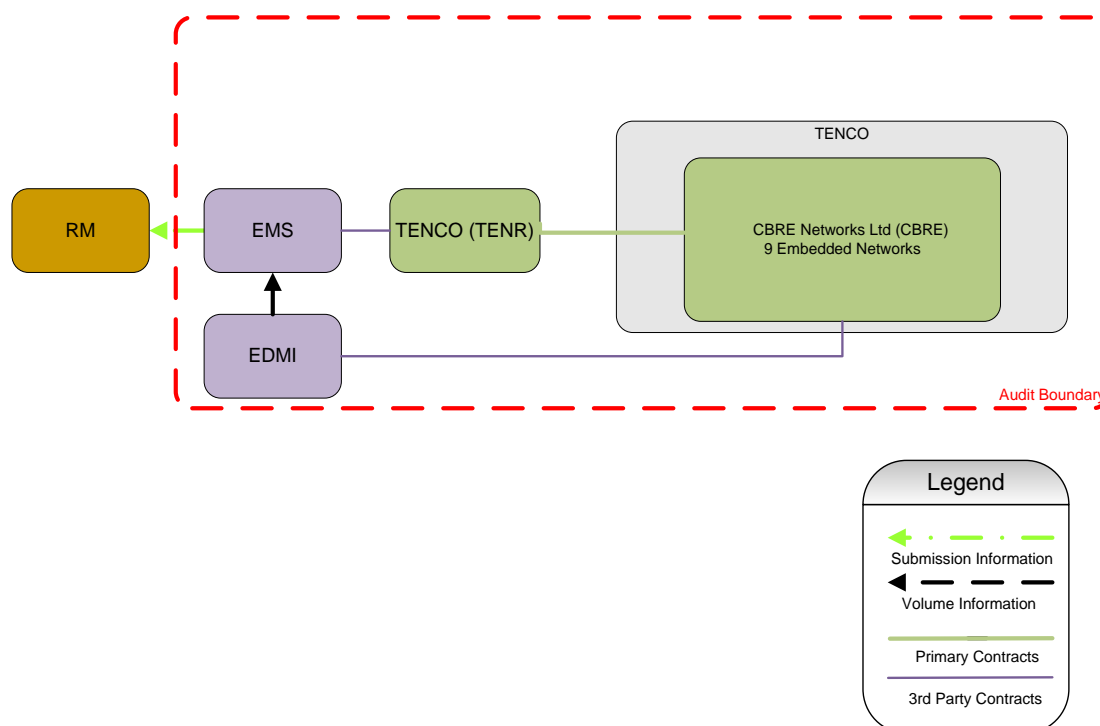 TENCO
RM
EMS
TENCO (TENR)
CBRE Networks Ltd (CBRE)
9 Embedded Networks
EDMI
Audit Boundary
Legend
Submission Information
Volume Information
Primary Contracts
3rd Party Contracts